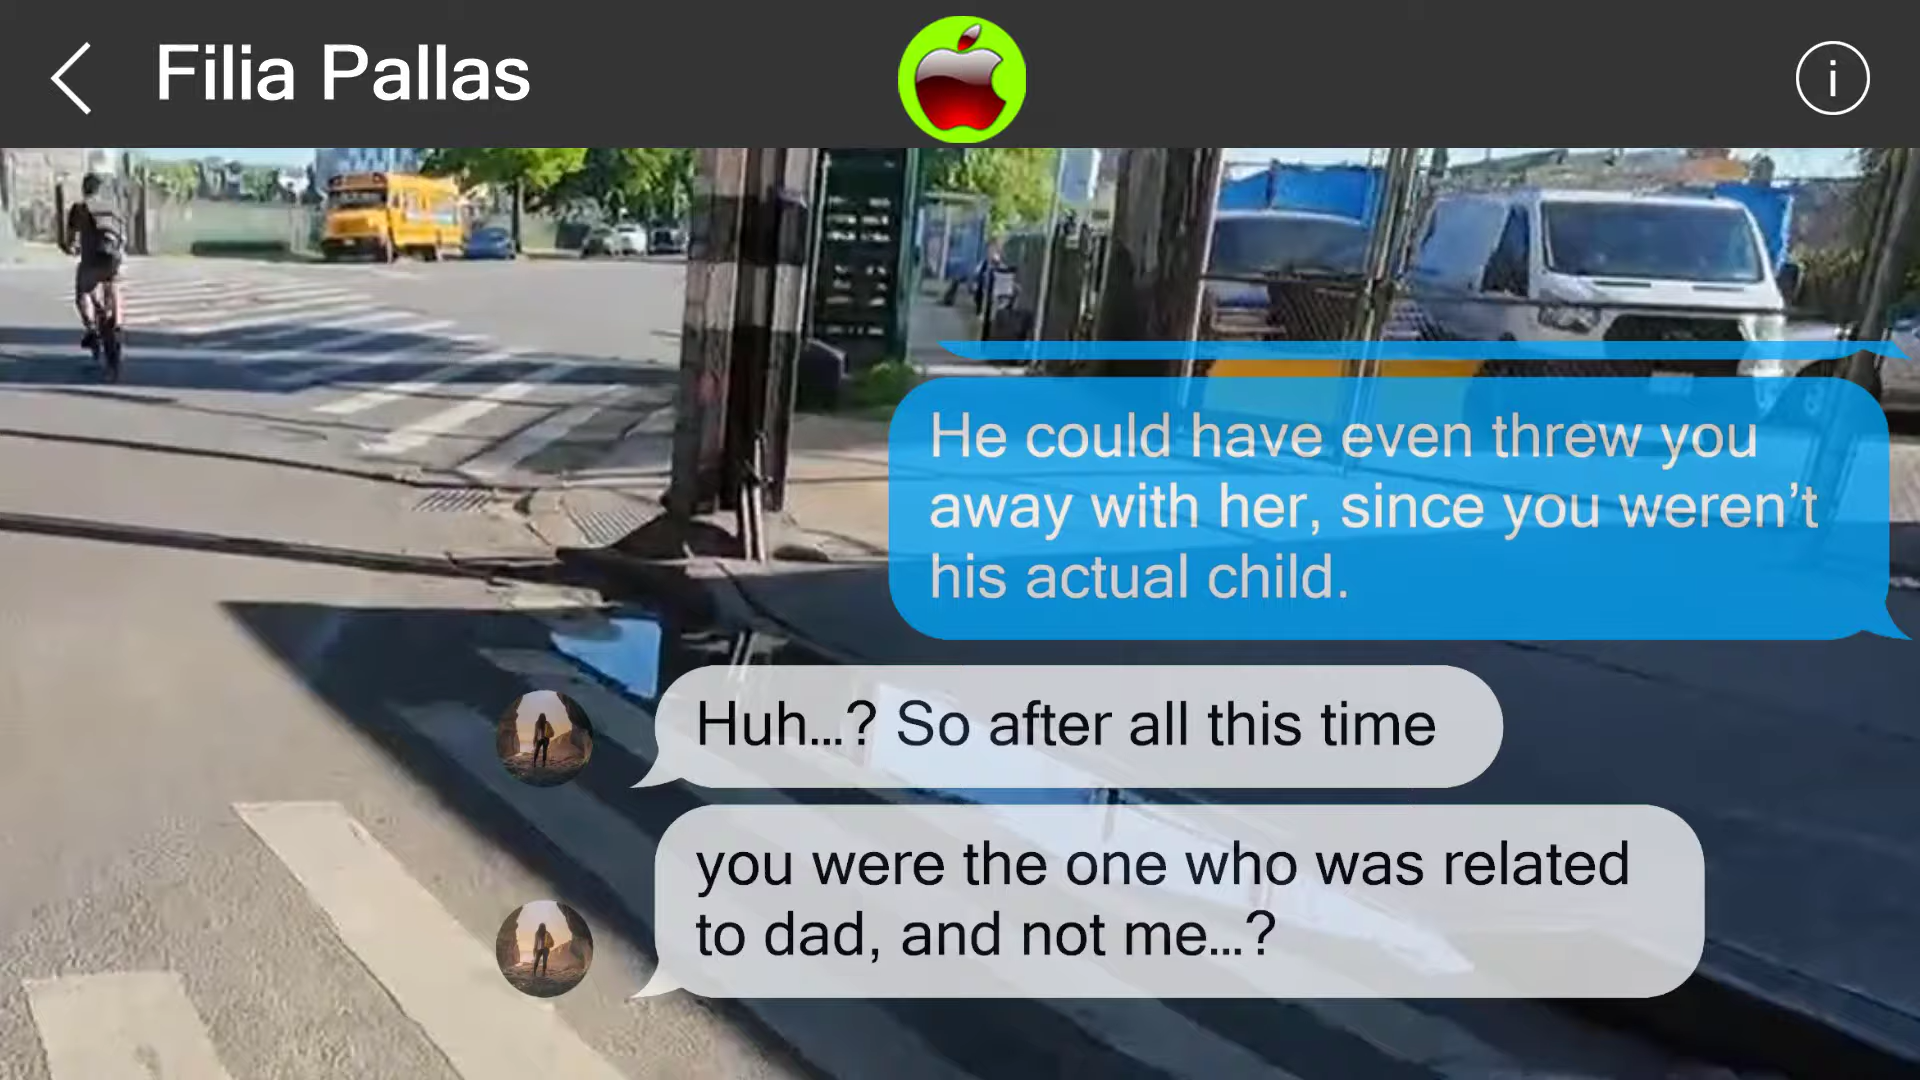 Filia Pallas
He could have even threw you
away with her, since you weren’t
his actual child.
Huh...? So after all this time
you were the one who was related
to dad, and not me...?